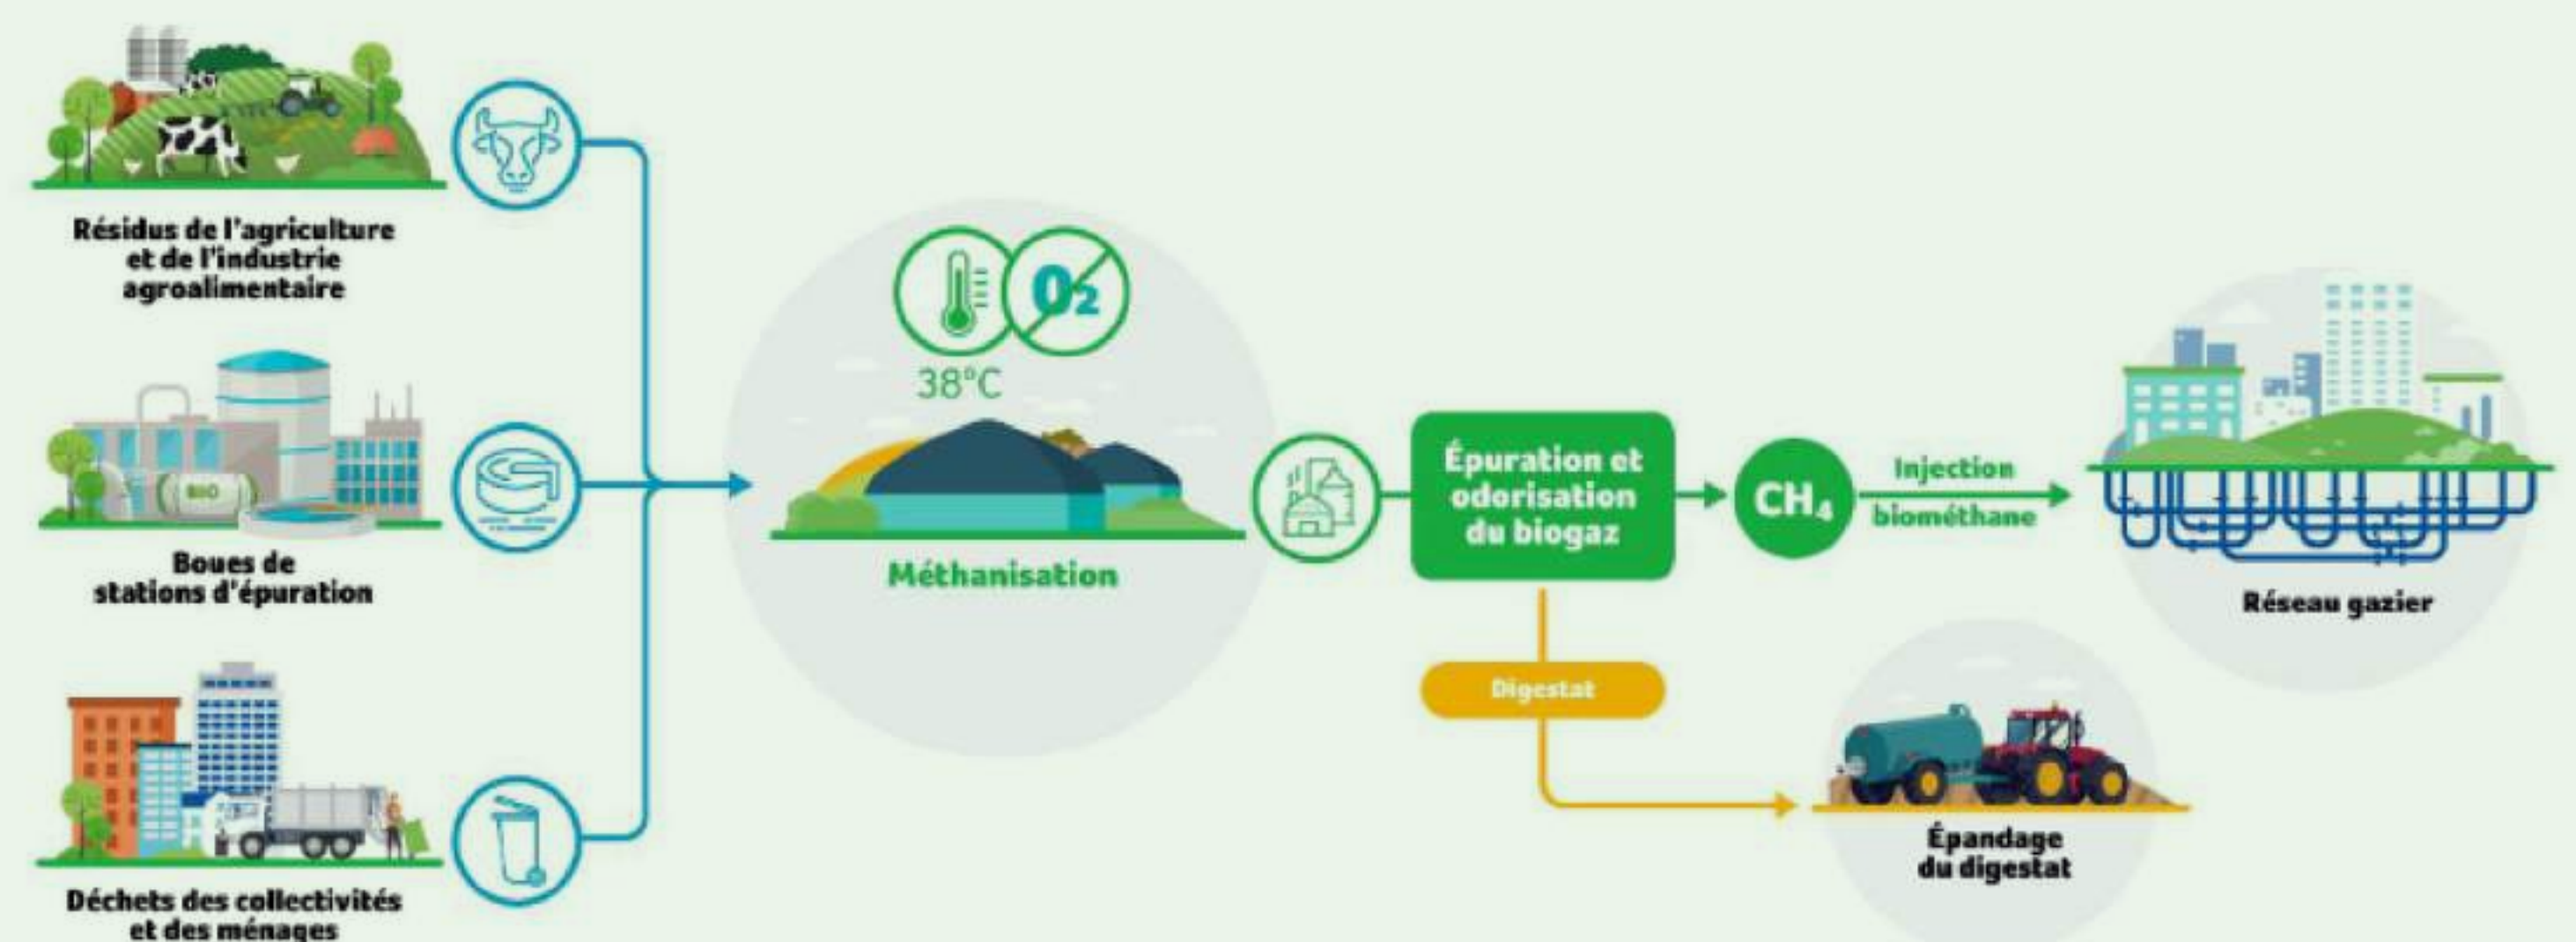 Résidus de l'agriculture
et de l'industrie
agroalimentaire
BIO
Boues de
stations d'épuration
Déchets des collectivités
et des ménages
O₂
38°C
Méthanisation
Épuration et
odorisation
du biogaz
CH₄
Injection
biométhane
Réseau gazier
Digestat
Épandage
du digestat